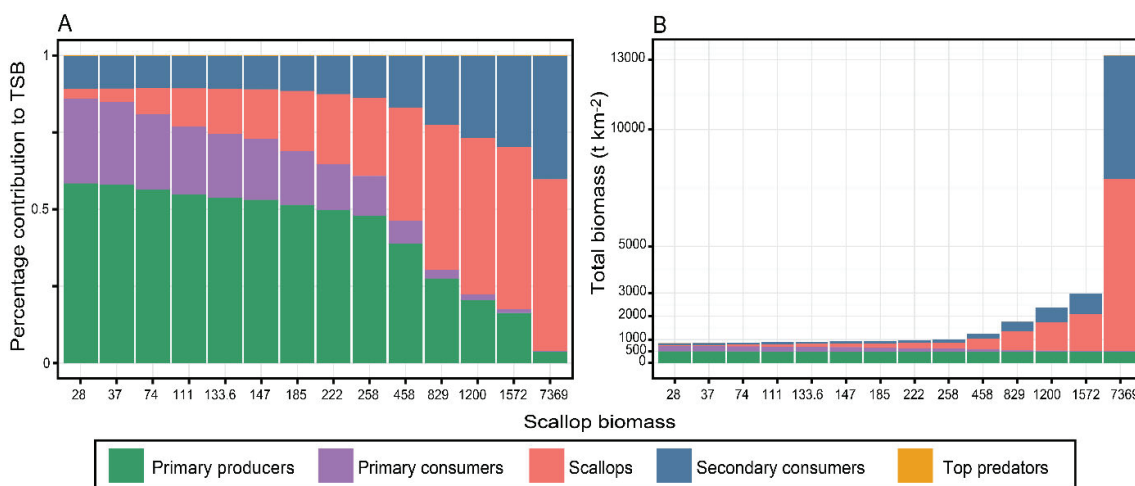 A
Percentage contribution to TSB
1
0.5
0
28 37 74 111 133.6 147 185 222 258 458 829 1200 1572 7369
B
Total biomass (t km-2)
13000
10000
5000
3000
2000
1000
500
0
28 37 74 111 133.6 147 185 222 258 458 829 1200 1572 7369
Scallop biomass
Primary producers Primary consumers Scallops Secondary consumers Top predators